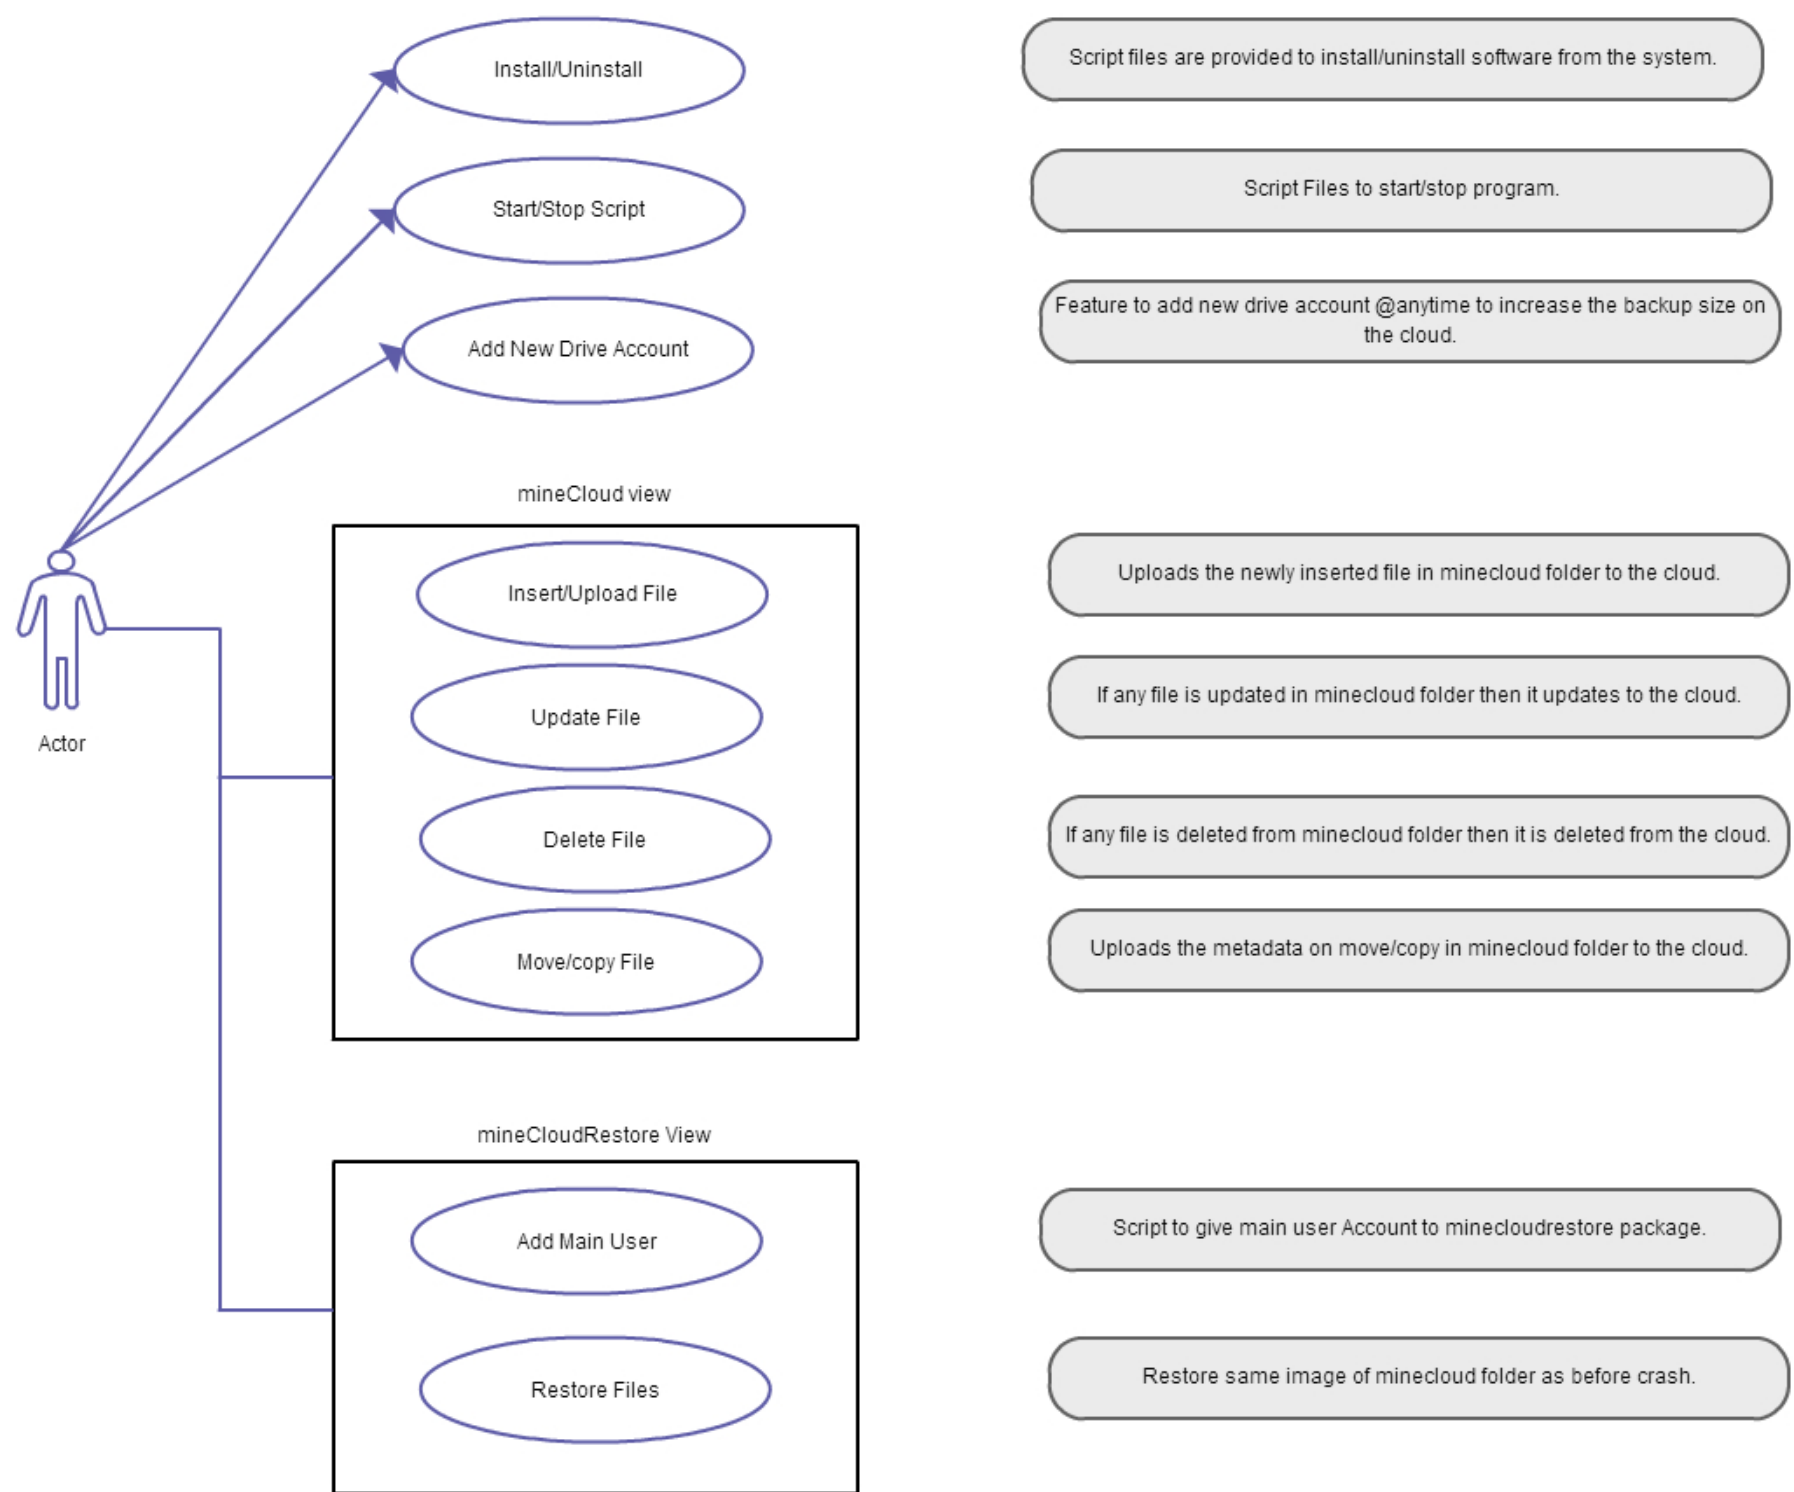 Install/Uninstall
Script files are provided to install/uninstall software from the system.
Start/Stop Script
Script Files to start/stop program.
Add New Drive Account
Feature to add new drive account @anytime to increase the backup size on
the cloud.
mineCloud view
Insert/Upload File
Uploads the newly inserted file in minecloud folder to the cloud.
Update File
If any file is updated in minecloud folder then it updates to the cloud.
Actor
Delete File
If any file is deleted from minecloud folder then it is deleted from the cloud.
Move/copy File
Uploads the metadata on move/copy in minecloud folder to the cloud.
mineCloudRestore View
Add Main User
Script to give main user Account to minecloudrestore package.
Restore Files
Restore same image of minecloud folder as before crash.